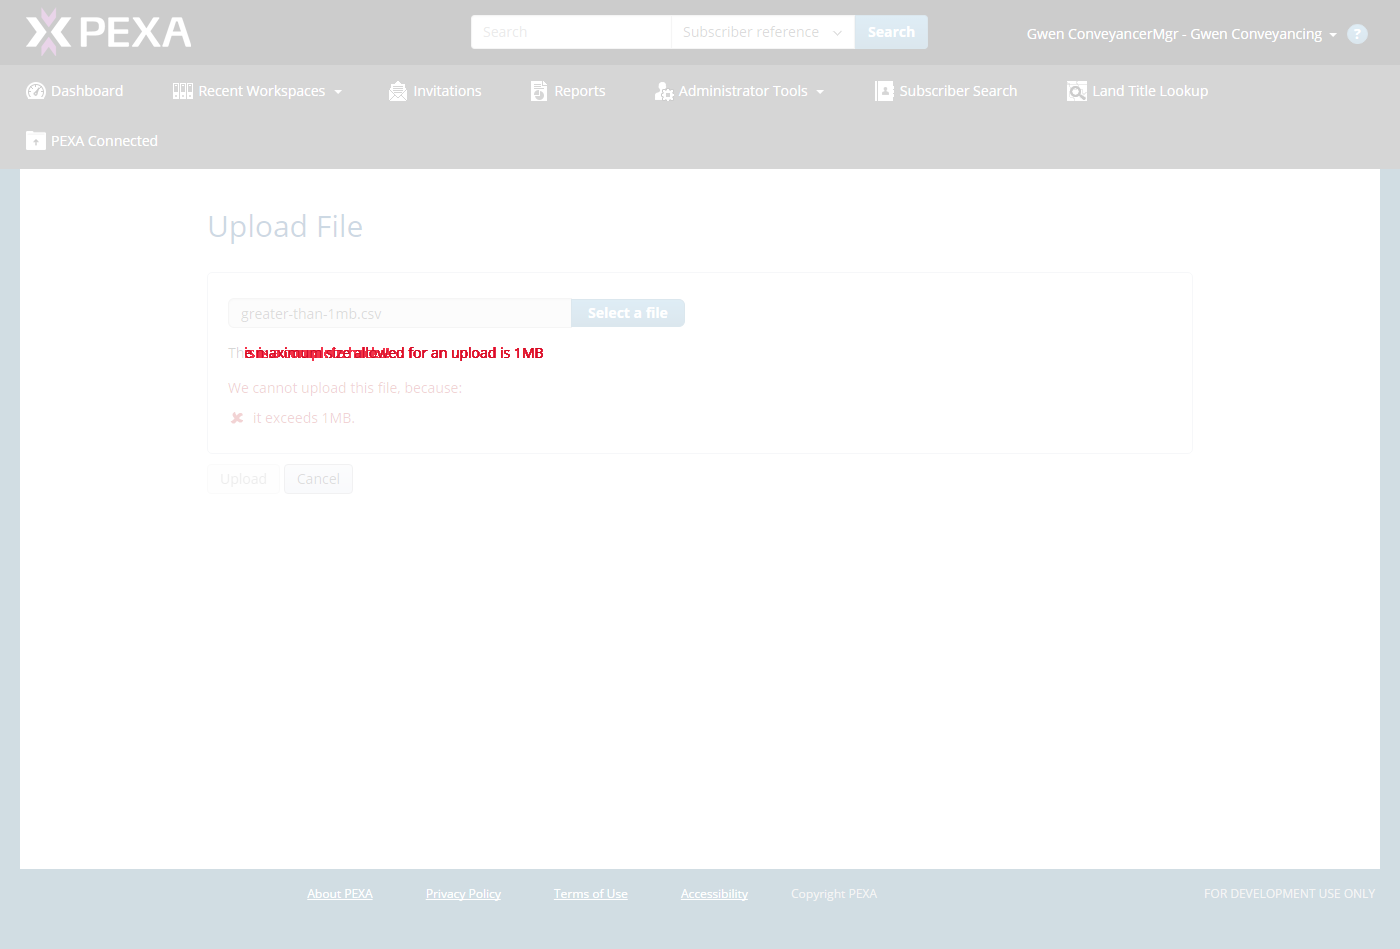 PEXA
Search
Subscriber reference
Search
Gwen ConveyancerMgr - Gwen Conveyancing
?
Dashboard
Recent Workspaces
Invitations
Reports
Administrator Tools
Subscriber Search
Land Title Lookup
PEXA Connected
Upload File
greater-than-1mb.csv
Select a file
for an upload is 1MB
We cannot upload this file, because:
it exceeds 1MB.
Upload
Cancel
About PEXA
Privacy Policy
Terms of Use
Accessibility
Copyright PEXA
FOR DEVELOPMENT USE ONLY